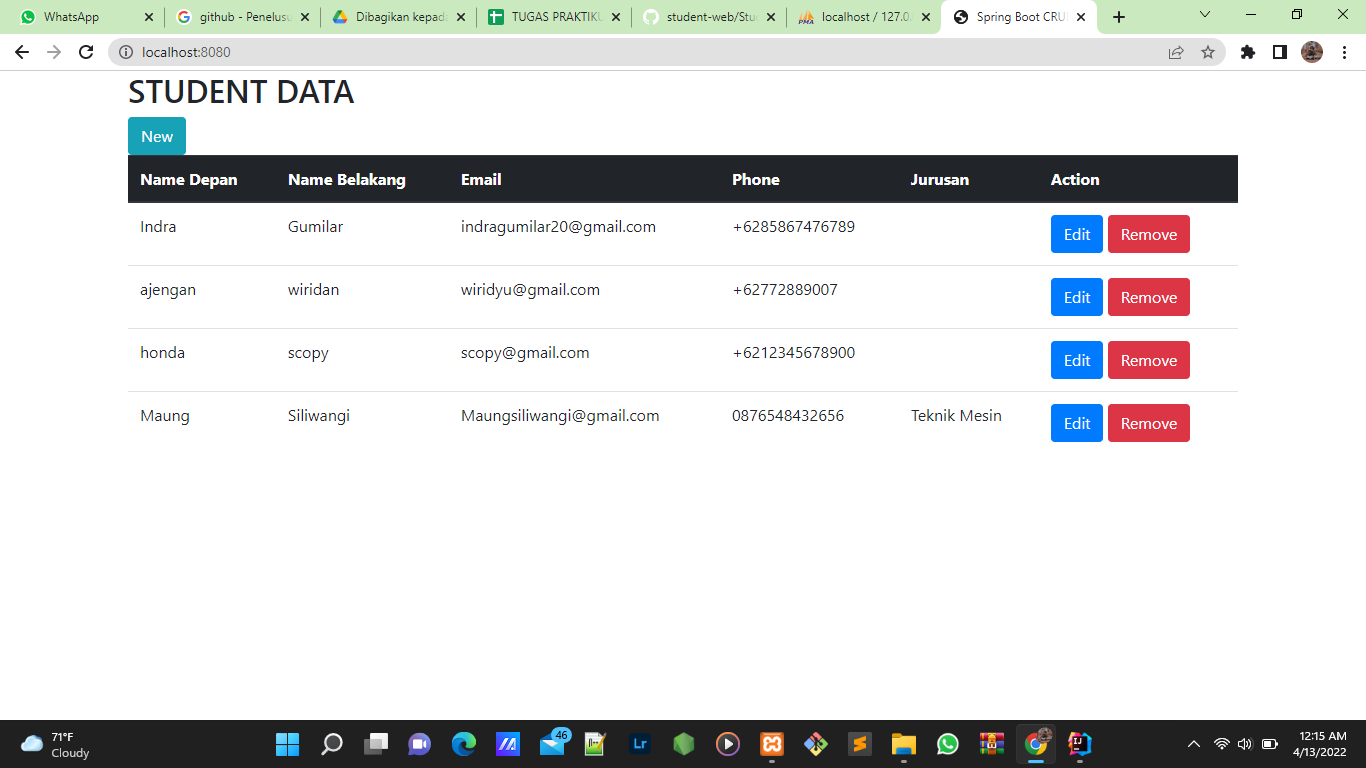 WhatsApp
github - Penelusu
Dibagikan kepad
TUGAS PRAKTIKU
student-web/Stud
localhost / 127.0.
Spring Boot CRU
localhost:8080
STUDENT DATA
New
Name Depan Name Belakang Email Phone Jurusan Action
Indra Gumilar indragumilar20@gmail.com +6285867476789 Edit Remove
ajengan wiridan wiridyu@gmail.com +62772889007 Edit Remove
honda scopy scopy@gmail.com +6212345678900 Edit Remove
Maung Siliwangi Maungsiliwangi@gmail.com 0876548432656 Teknik Mesin Edit Remove
71°F
Cloudy
46
Lr
12:15 AM
4/13/2022